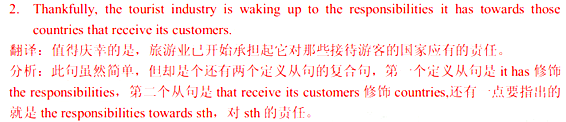 2. Thankfully, the tourist industry is waking up to the responsibilities it has towards those
countries that receive its customers.
翻译：值得庆幸的是，旅游业已开始承担起它对那些接待游客的国家应有的责任。
分析：此句虽然简单，但却是个还有两个定义从句的复合句，第一个定义从句是 it has 修饰
the responsibilities，第二个从句是 that receive its customers 修饰 countries,还有一点要指出的
就是 the responsibilities towards sth，对 sth 的责任。